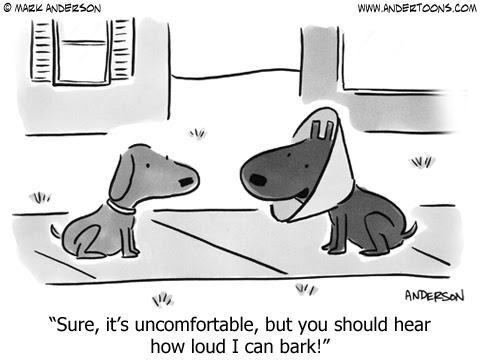 © MARK ANDERSON
WWW.ANDERTOONS.COM
ANDERSON
“Sure, it’s uncomfortable, but you should hear
how loud I can bark!”